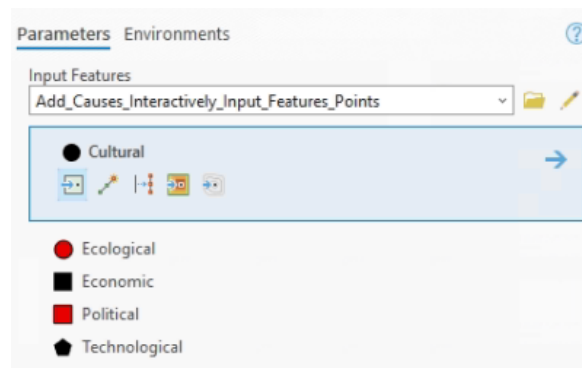 Parameters Environments
Input Features
Add_Causes_Interactively_Input_Features_Points
Cultural
Ecological
Economic
Political
Technological